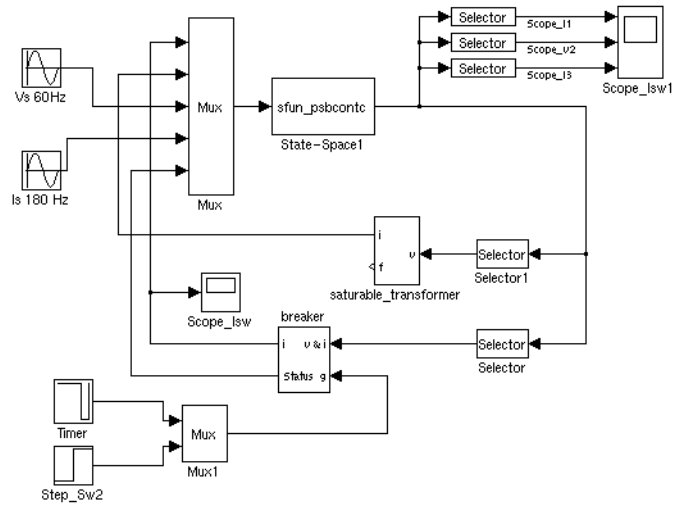 Selector
Scope_I1
Selector
Scope_v2
Selector
Scope_I3
Scope_Isw1
Vs 60Hz
Mux
sfun_psbcontc
State-Space1
Is 180 Hz
Mux
i
v
f
saturable_transformer
Selector
Selector1
Scope_Isw
breaker
i
v & i
Status
g
Selector
Selector
Timer
Mux
Mux1
Step_Sw2